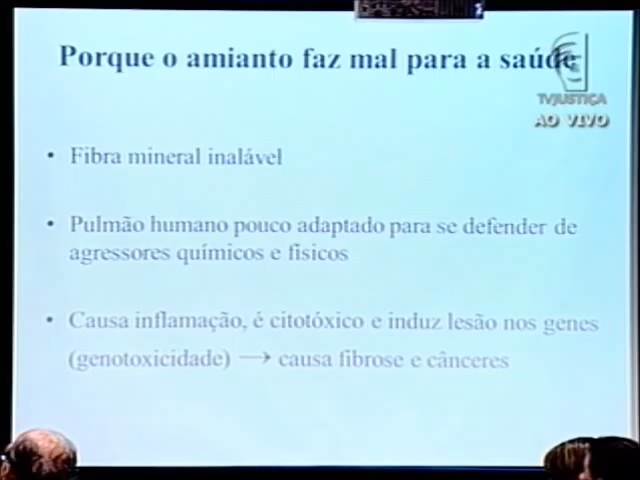 Porque o amianto faz mal para a saúde
TVJUSTIÇA
AO VIVO
• Fibra mineral inalável
• Pulmão humano pouco adaptado para se defender de
agressores químicos e físicos
• Causa inflamação, é citotóxico e induz lesão nos genes
(genotoxicidade) → causa fibrose e cânceres